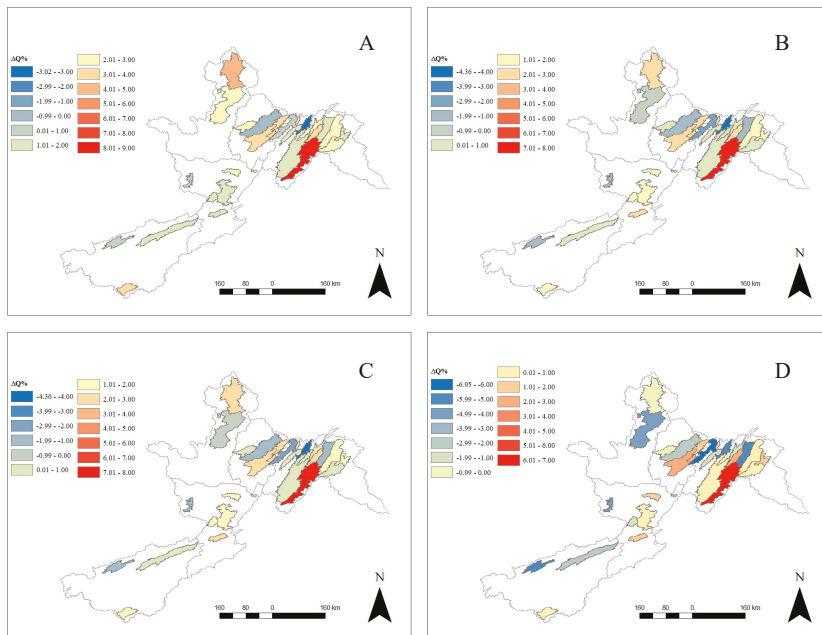 A
ΔQ%
-3.02 - -3.00
-2.99 - -2.00
-1.99 - -1.00
-0.99 - 0.00
0.01 - 1.00
1.01 - 2.00
2.01 - 3.00
3.01 - 4.00
4.01 - 5.00
5.01 - 6.00
6.01 - 7.00
7.01 - 8.00
8.01 - 9.00
N
160 80 0 160 km
B
ΔQ%
-4.36 - -4.00
-3.99 - -3.00
-2.99 - -2.00
-1.99 - -1.00
-0.99 - 0.00
0.01 - 1.00
1.01 - 2.00
2.01 - 3.00
3.01 - 4.00
4.01 - 5.00
5.01 - 6.00
6.01 - 7.00
7.01 - 8.00
N
160 80 0 160 km
C
ΔQ%
-4.36 - -4.00
-3.99 - -3.00
-2.99 - -2.00
-1.99 - -1.00
-0.99 - 0.00
0.01 - 1.00
1.01 - 2.00
2.01 - 3.00
3.01 - 4.00
4.01 - 5.00
5.01 - 6.00
6.01 - 7.00
7.01 - 8.00
N
160 80 0 160 km
D
ΔQ%
-6.95 - -6.00
-5.99 - -5.00
-4.99 - -4.00
-3.99 - -3.00
-2.99 - -2.00
-1.99 - -1.00
-0.99 - 0.00
0.01 - 1.00
1.01 - 2.00
2.01 - 3.00
3.01 - 4.00
4.01 - 5.00
5.01 - 6.00
6.01 - 7.00
N
160 80 0 160 km